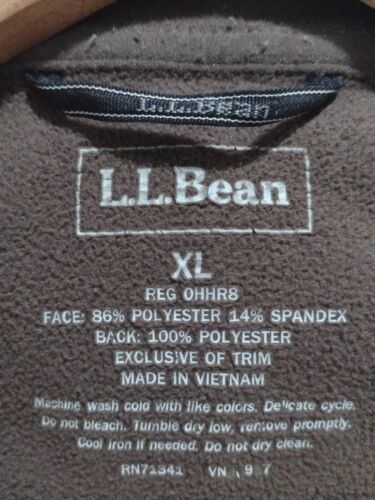 L.L.Bean
L.L.Bean
XL
REG OHHR8
FACE: 86% POLYESTER 14% SPANDEX
BACK: 100% POLYESTER
EXCLUSIVE OF TRIM
MADE IN VIETNAM
Machine wash cold with like colors. Delicate cycle.
Do not bleach. Tumble dry low, remove promptly.
Cool iron if needed. Do not dry clean.
RN71341 VN